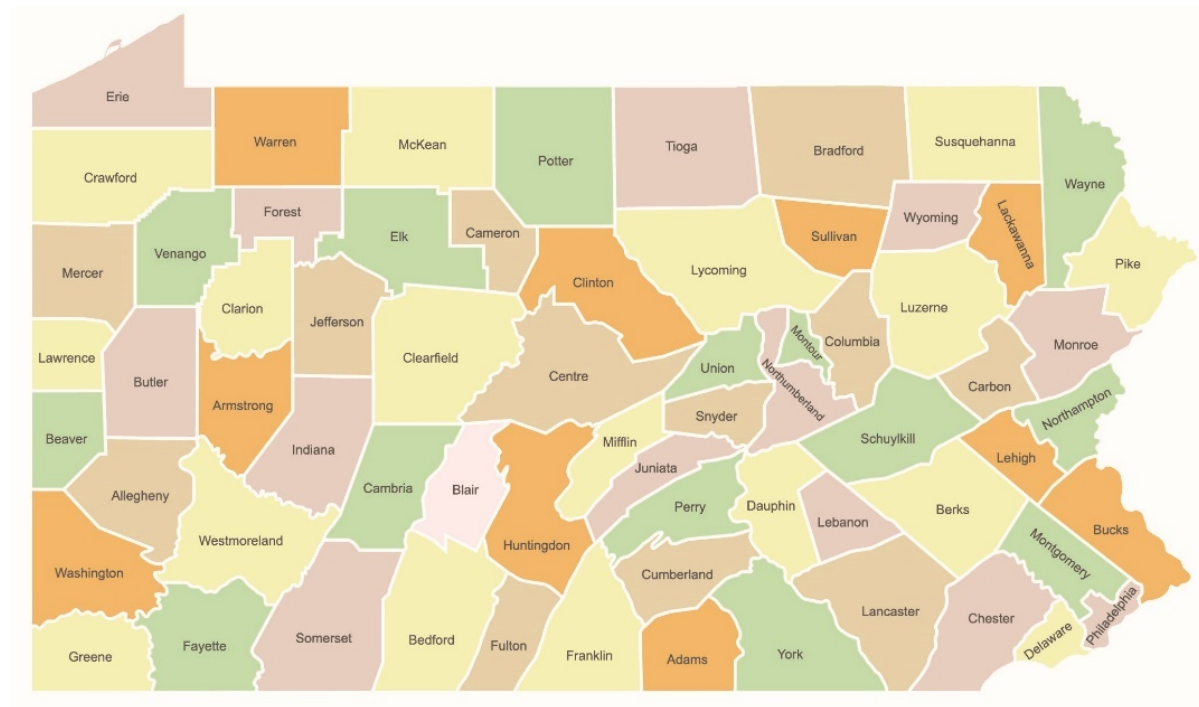 Erie
Warren
McKean
Potter
Tioga
Bradford
Susquehanna
Wayne
Crawford
Forest
Elk
Cameron
Wyoming
Lackawanna
Sullivan
Pike
Venango
Mercer
Clinton
Lycoming
Clarion
Jefferson
Luzerne
Lawrence
Clearfield
Montour
Columbia
Monroe
Butler
Centre
Union
Northumberland
Carbon
Armstrong
Snyder
Northampton
Beaver
Indiana
Mifflin
Schuylkill
Juniata
Lehigh
Allegheny
Cambria
Blair
Perry
Dauphin
Lebanon
Berks
Bucks
Westmoreland
Huntingdon
Montgomery
Washington
Cumberland
Lancaster
Chester
Philadelphia
Greene
Fayette
Somerset
Bedford
Fulton
Franklin
Adams
York
Delaware